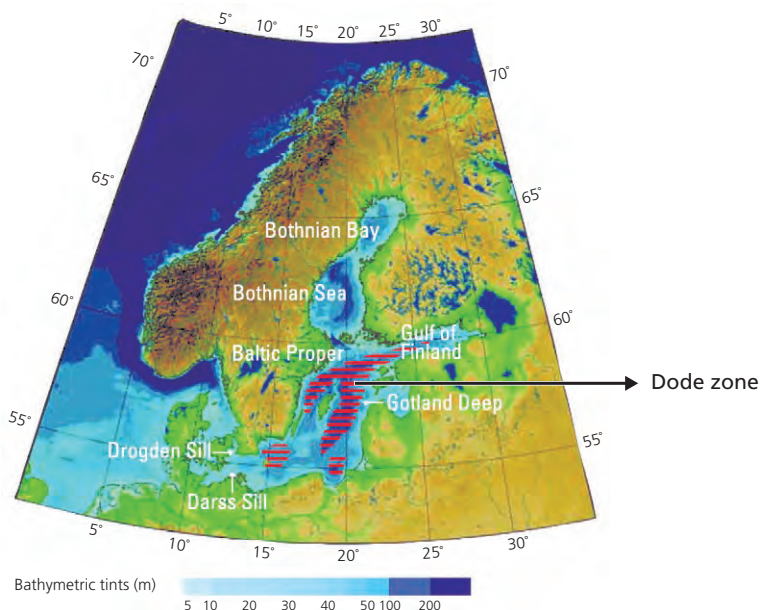 5° 10° 15° 20° 25° 30°
70° 70°
65° 65°
Bothnian Bay
Bothnian Sea
60° 60°
Gulf of
Finland
Baltic Proper
Dode zone
Gotland Deep
55° 55°
Drogden Sill
Darss Sill
5° 10° 15° 20° 25° 30°
Bathymetric tints (m)
5 10 20 30 40 50 100 200